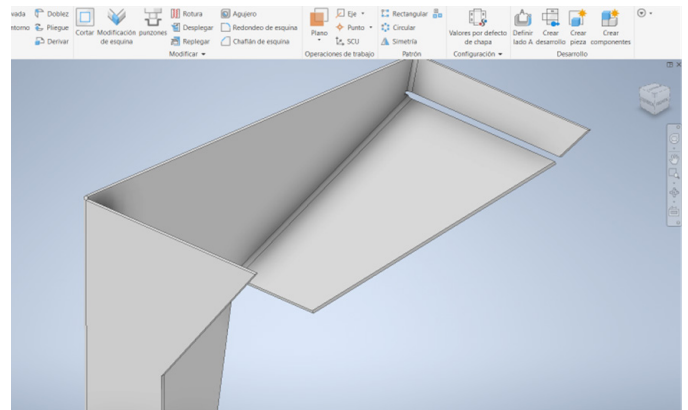 vada Doblez Rotura Agujero Eje Rectangular
ntorno Pliegue Cortar Modificación punzones Desplegar Redondeo de esquina Plano Punto Circular Valores por defecto Definir Crear Crear Crear
Derivar de esquina Replegar Chaflán de esquina SCU Simetría de chapa lado A desarrollo pieza componentes
Modificar Operaciones de trabajo Patrón Configuración Desarrollo